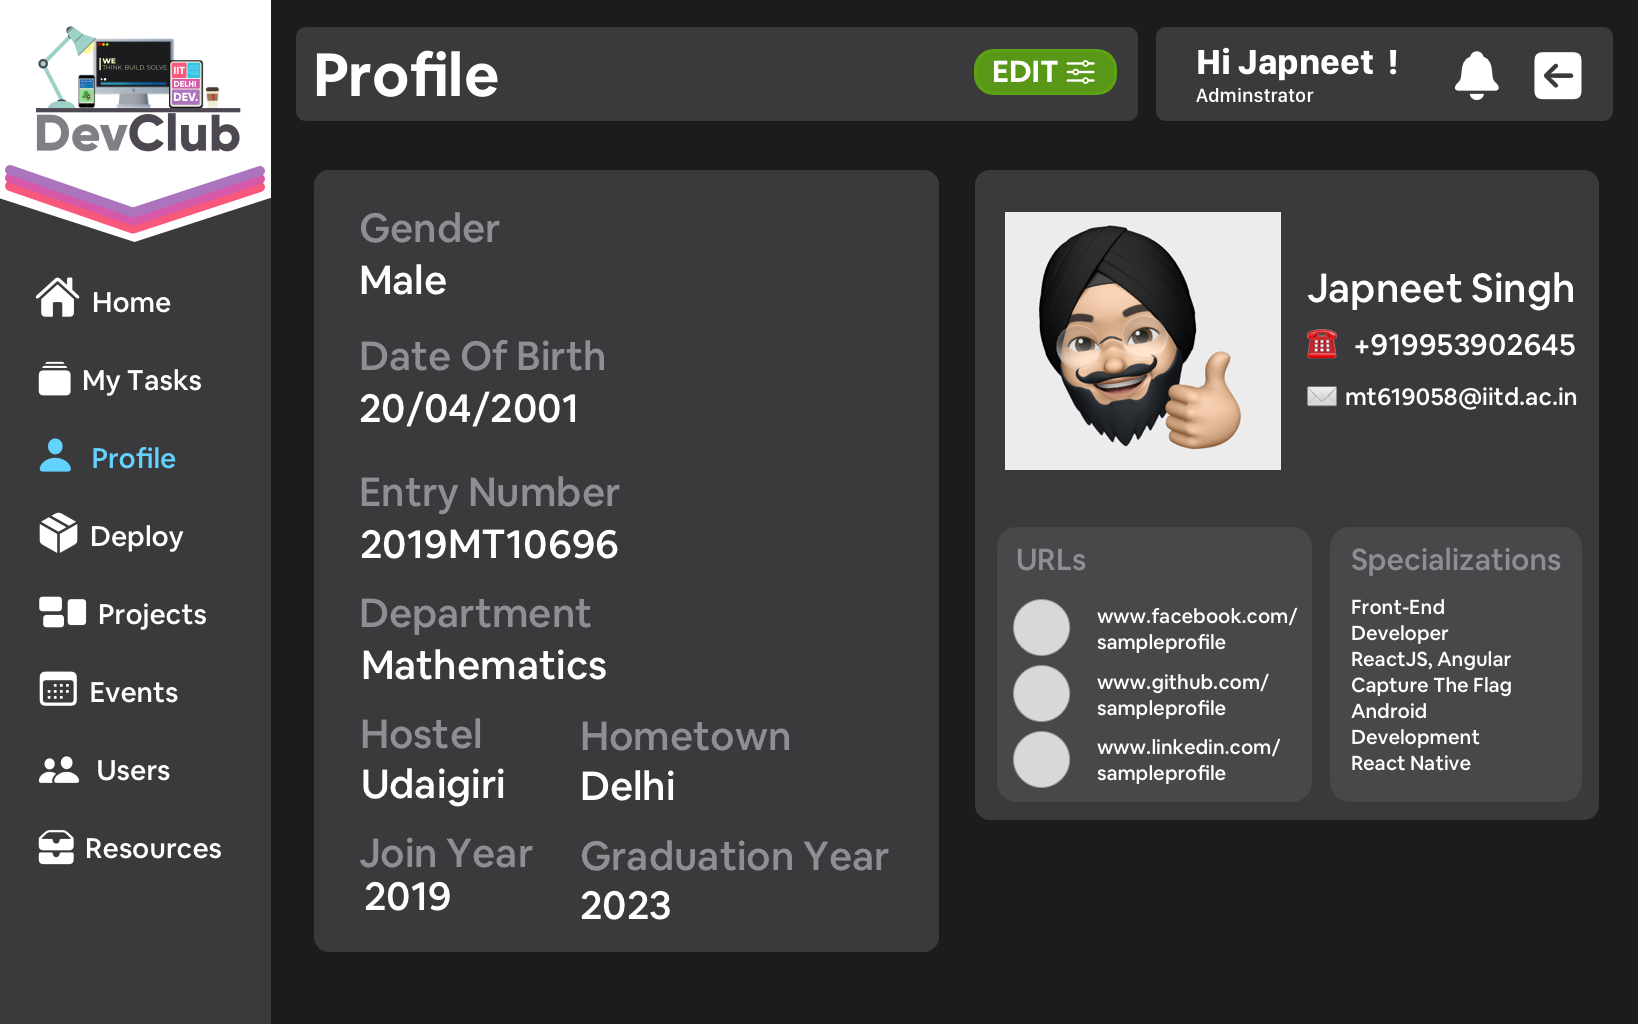 WE
THINK. BUILD. SOLVE
IIT
DELHI
DEV.
DevClub
Home
My Tasks
Profile
Deploy
Projects
Events
Users
Resources
Profile
EDIT
Hi Japneet !
Adminstrator
Gender
Male
Date Of Birth
20/04/2001
Entry Number
2019MT10696
Department
Mathematics
Hostel
Udaigiri
Hometown
Delhi
Join Year
2019
Graduation Year
2023
Japneet Singh
+919953902645
mt619058@iitd.ac.in
URLs
www.facebook.com/
sampleprofile
www.github.com/
sampleprofile
www.linkedin.com/
sampleprofile
Specializations
Front-End
Developer
ReactJS, Angular
Capture The Flag
Android
Development
React Native